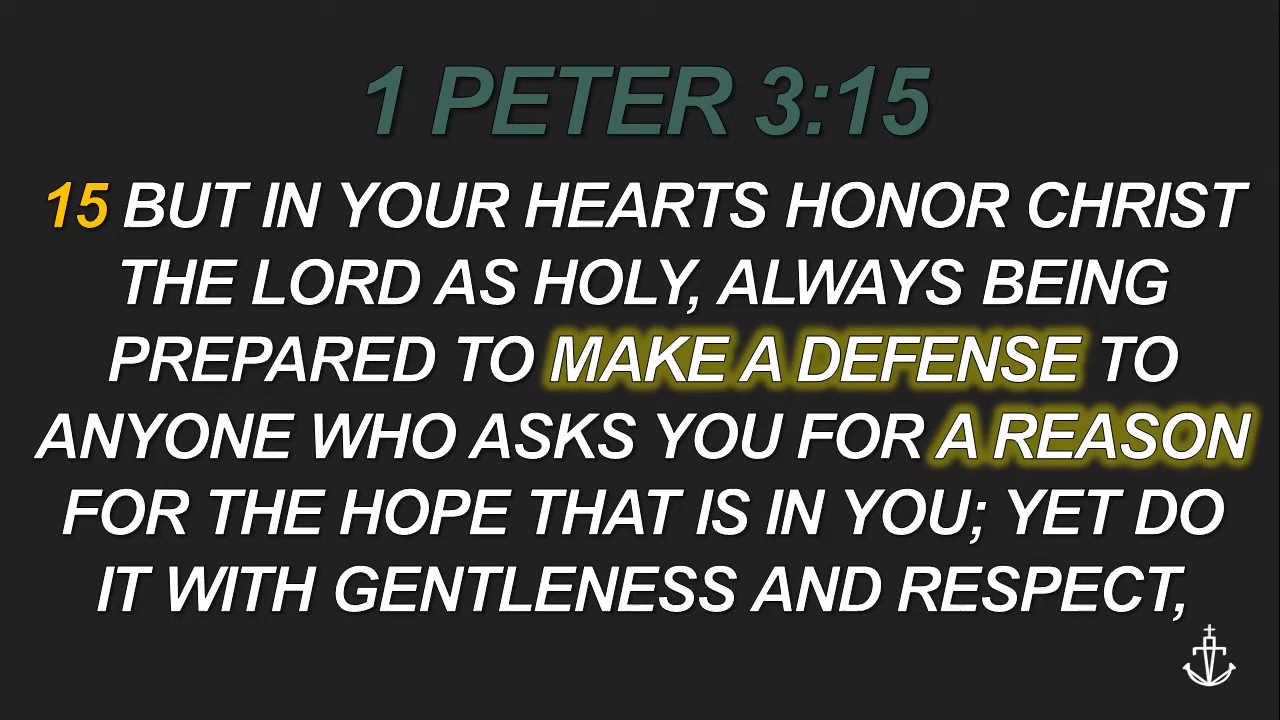 1 PETER 3:15
15 BUT IN YOUR HEARTS HONOR CHRIST
THE LORD AS HOLY, ALWAYS BEING
PREPARED TO MAKE A DEFENSE TO
ANYONE WHO ASKS YOU FOR A REASON
FOR THE HOPE THAT IS IN YOU; YET DO
IT WITH GENTLENESS AND RESPECT,